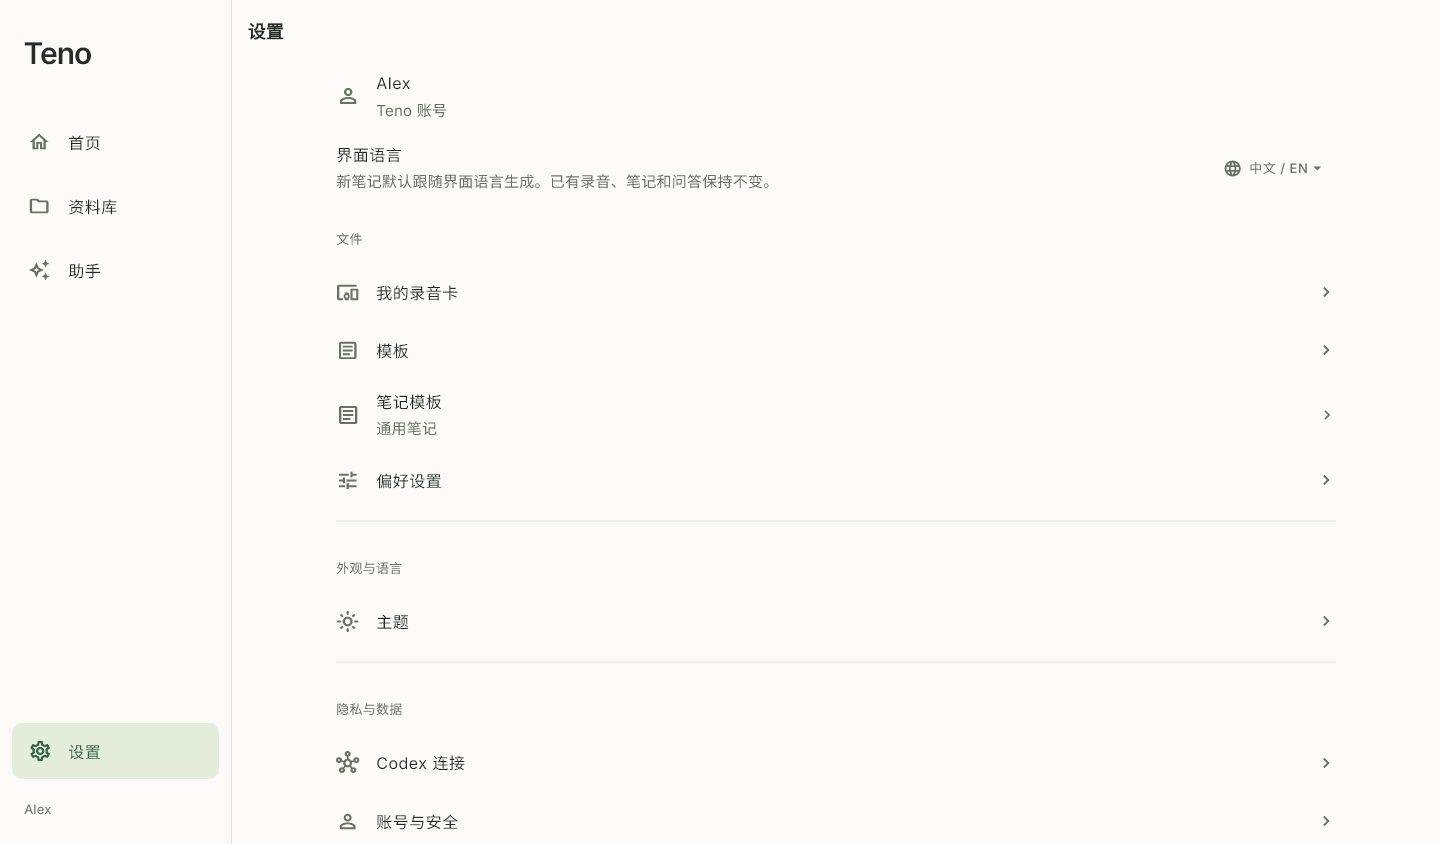 Teno
首页
资料库
助手
设置
Alex
设置
Alex
Teno 账号
界面语言
新笔记默认跟随界面语言生成。已有录音、笔记和问答保持不变。
中文 / EN
文件
我的录音卡
模板
笔记模板
通用笔记
偏好设置
外观与语言
主题
隐私与数据
Codex 连接
账号与安全